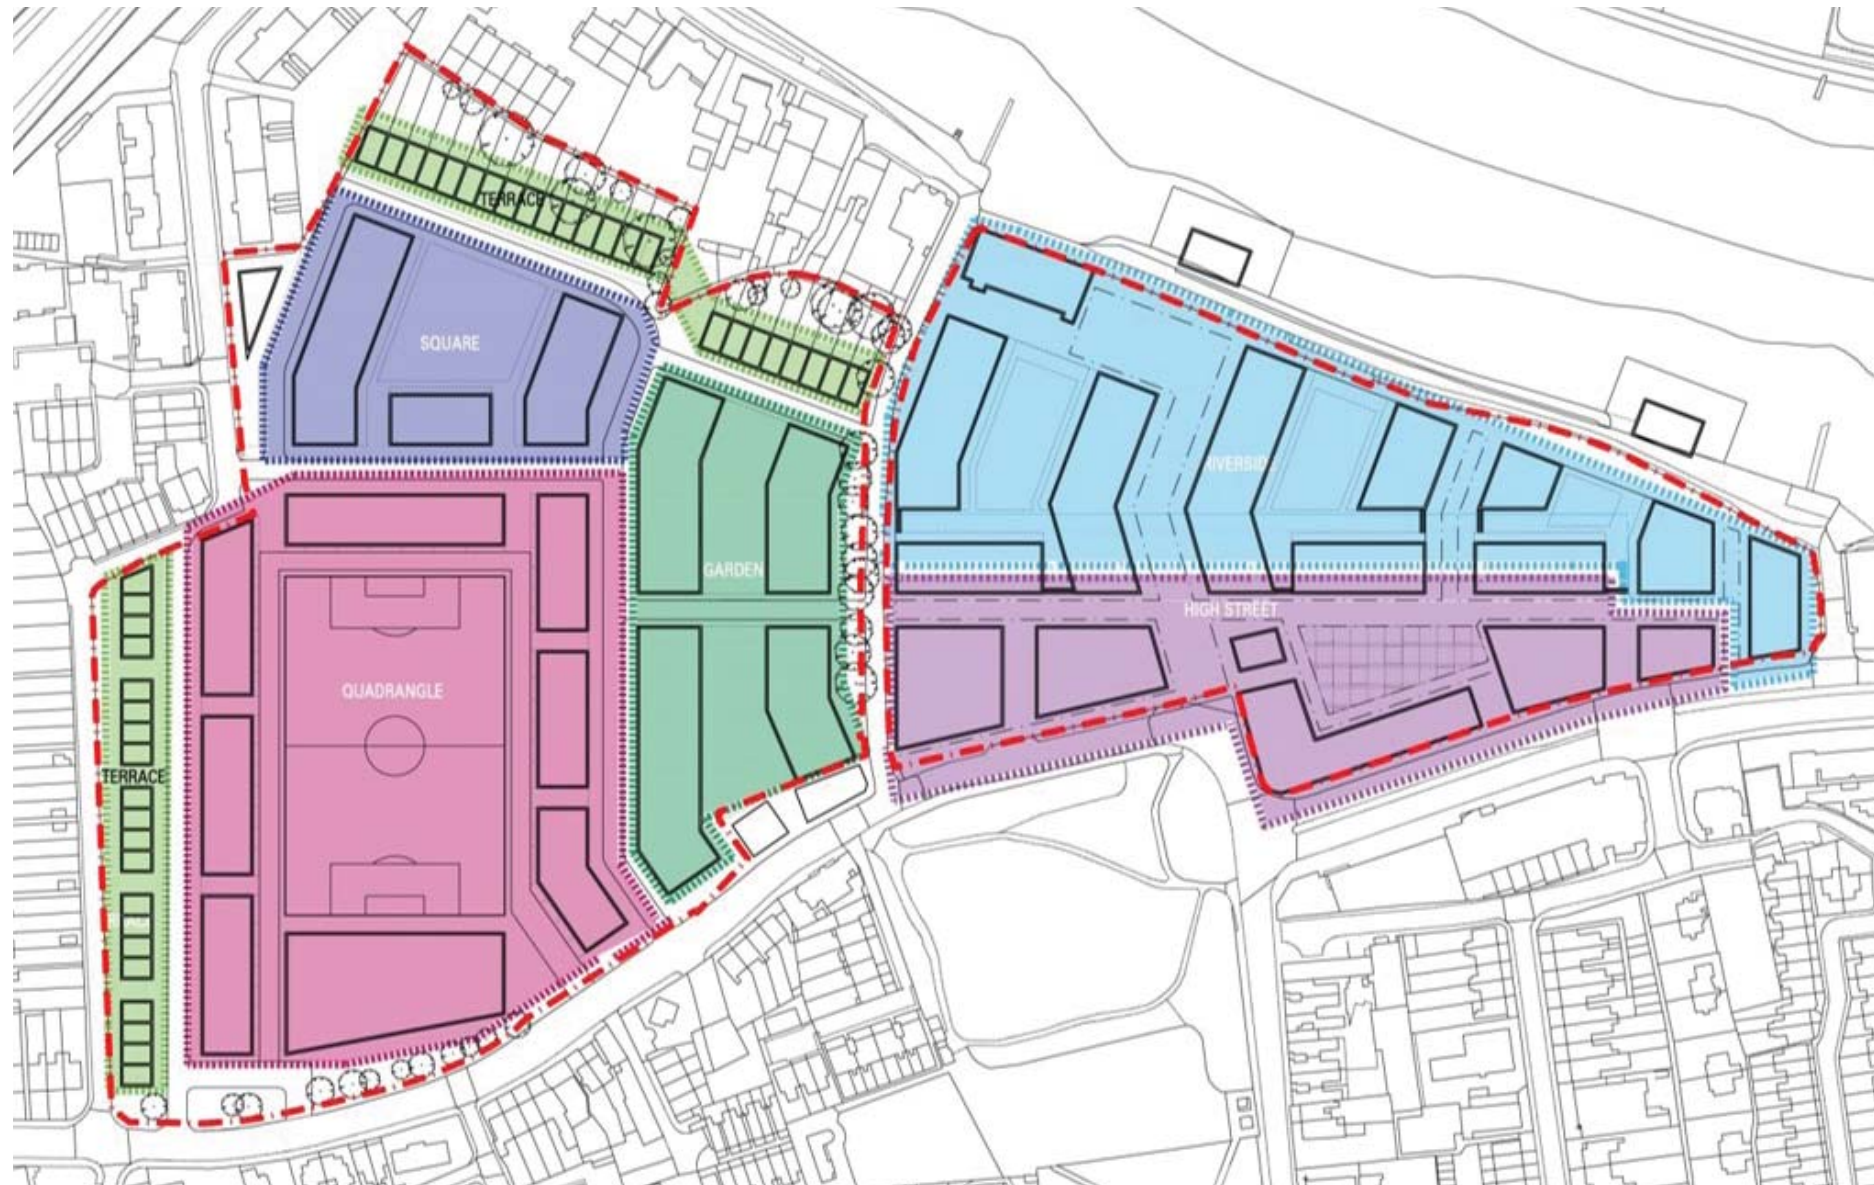 TERRACE
SQUARE
RIVERSIDE
GARDEN
HIGH STREET
QUADRANGLE
TERRACE